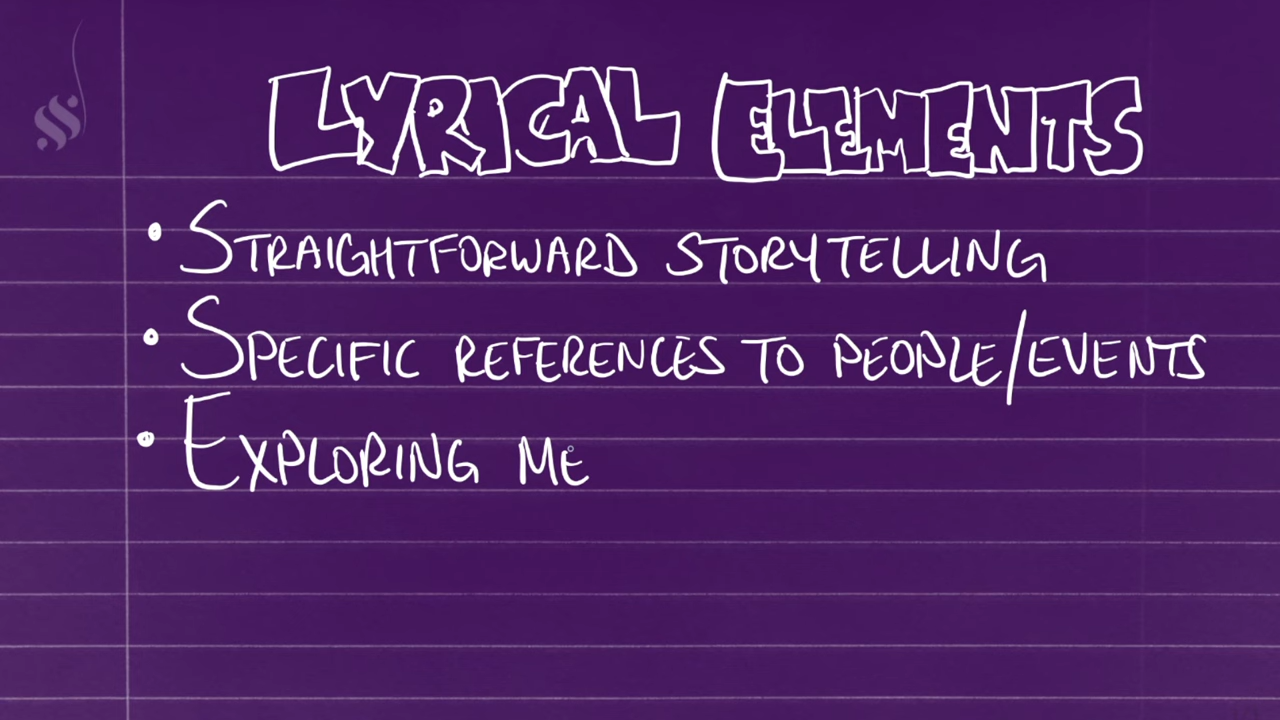 LYRICAL ELEMENTS
• STRAIGHTFORWARD STORYTELLING
• SPECIFIC REFERENCES TO PEOPLE/EVENTS
• EXPLORING ME